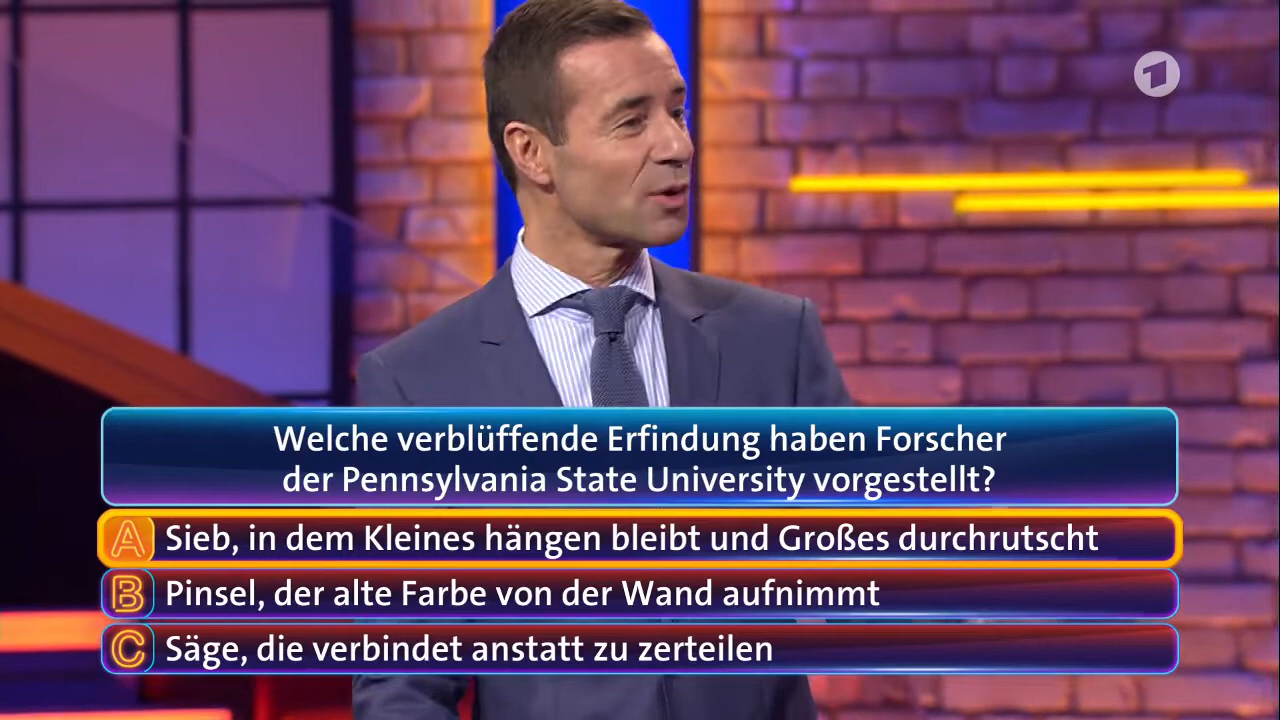 Welche verblüffende Erfindung haben Forscher
der Pennsylvania State University vorgestellt?
A Sieb, in dem Kleines hängen bleibt und Großes durchrutscht
B Pinsel, der alte Farbe von der Wand aufnimmt
C Säge, die verbindet anstatt zu zerteilen
1